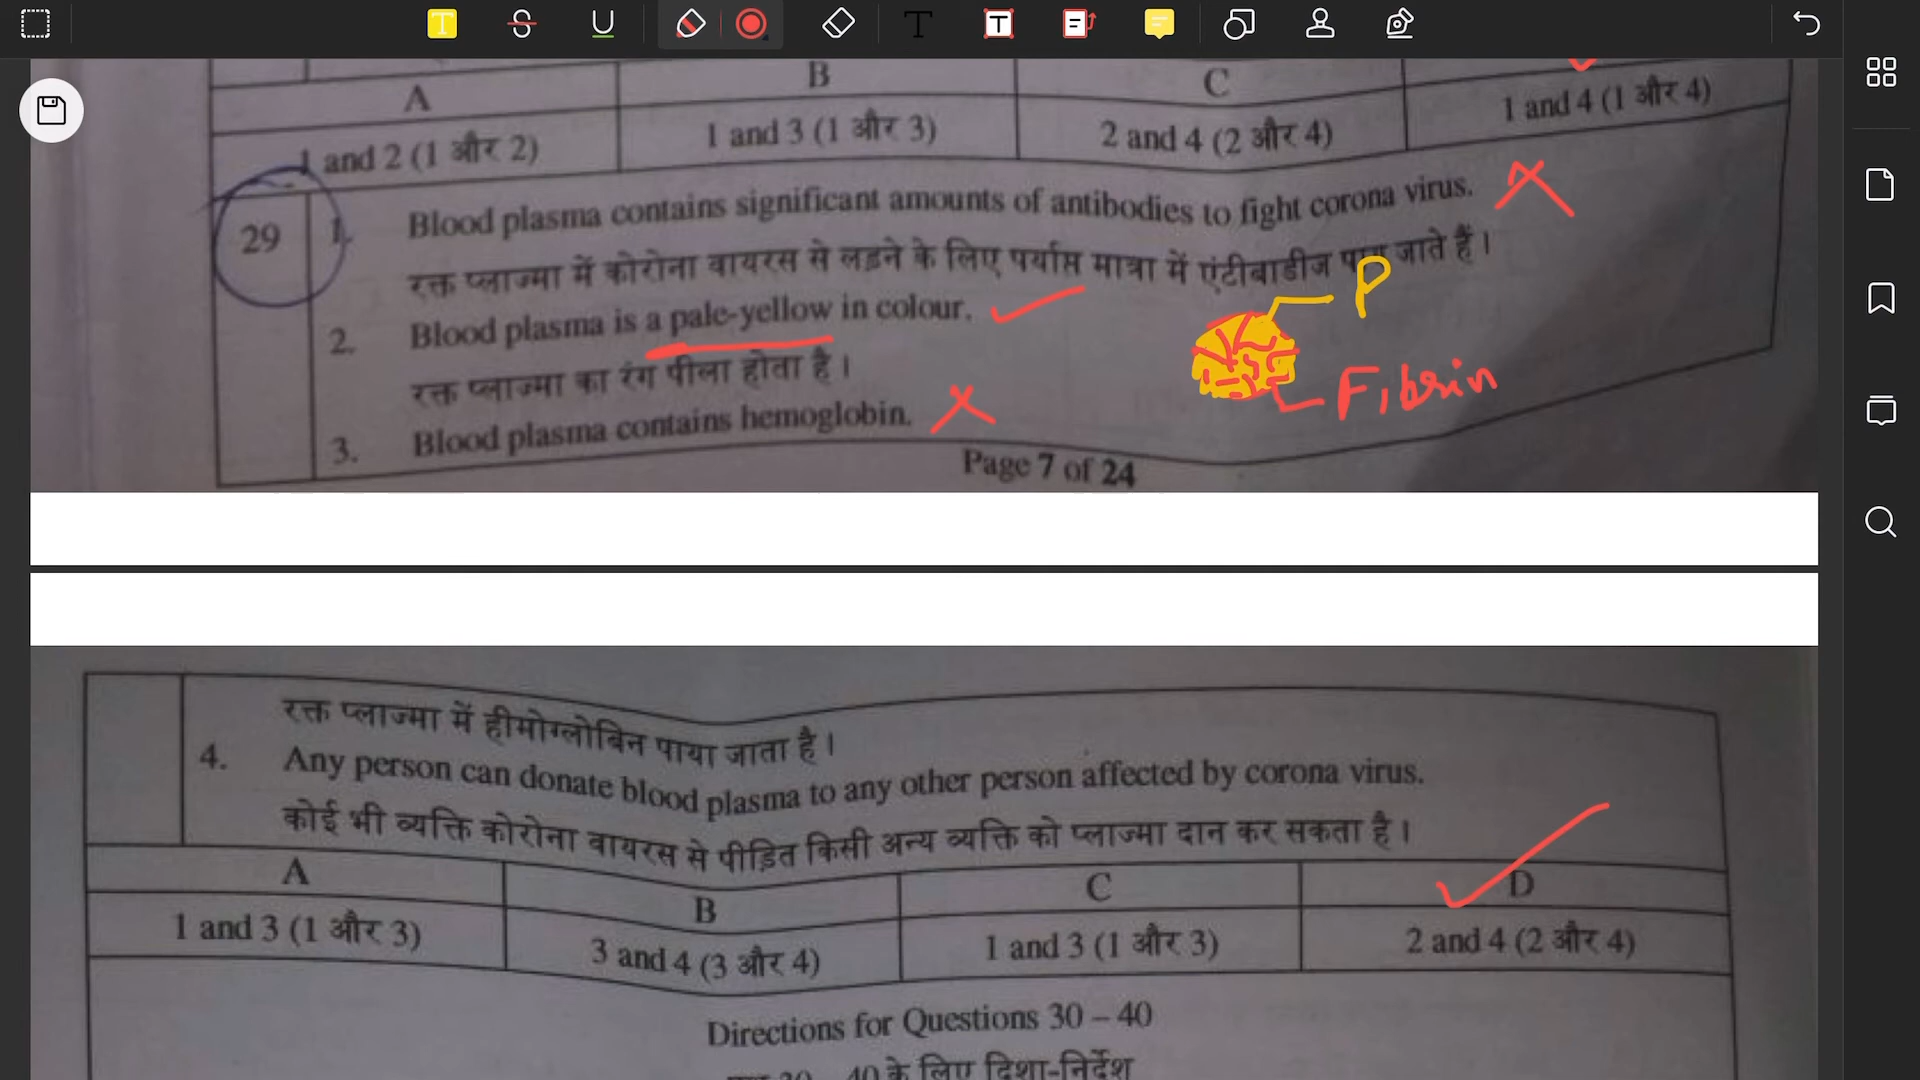 A
B
C
1 and 2 (1 और 2)
1 and 3 (1 और 3)
2 and 4 (2 और 4)
1 and 4 (1 और 4)
29
1. Blood plasma contains significant amounts of antibodies to fight corona virus.
रक्त प्लाज्मा में कोरोना वायरस से लड़ने के लिए पर्याप्त मात्रा में एंटीबाडीज जाते हैं।
P
2. Blood plasma is a pale-yellow in colour.
रक्त प्लाज्मा का रंग पीला होता है।
Fibrin
3. Blood plasma contains hemoglobin.
Page 7 of 24
रक्त प्लाज्मा में हीमोग्लोबिन पाया जाता है।
4. Any person can donate blood plasma to any other person affected by corona virus.
कोई भी व्यक्ति कोरोना वायरस से पीड़ित किसी अन्य व्यक्ति को प्लाज्मा दान कर सकता है।
A
B
C
D
1 and 3 (1 और 3)
3 and 4 (3 और 4)
1 and 3 (1 और 3)
2 and 4 (2 और 4)
Directions for Questions 30 – 40
40 के लिए दिशा-निर्देश